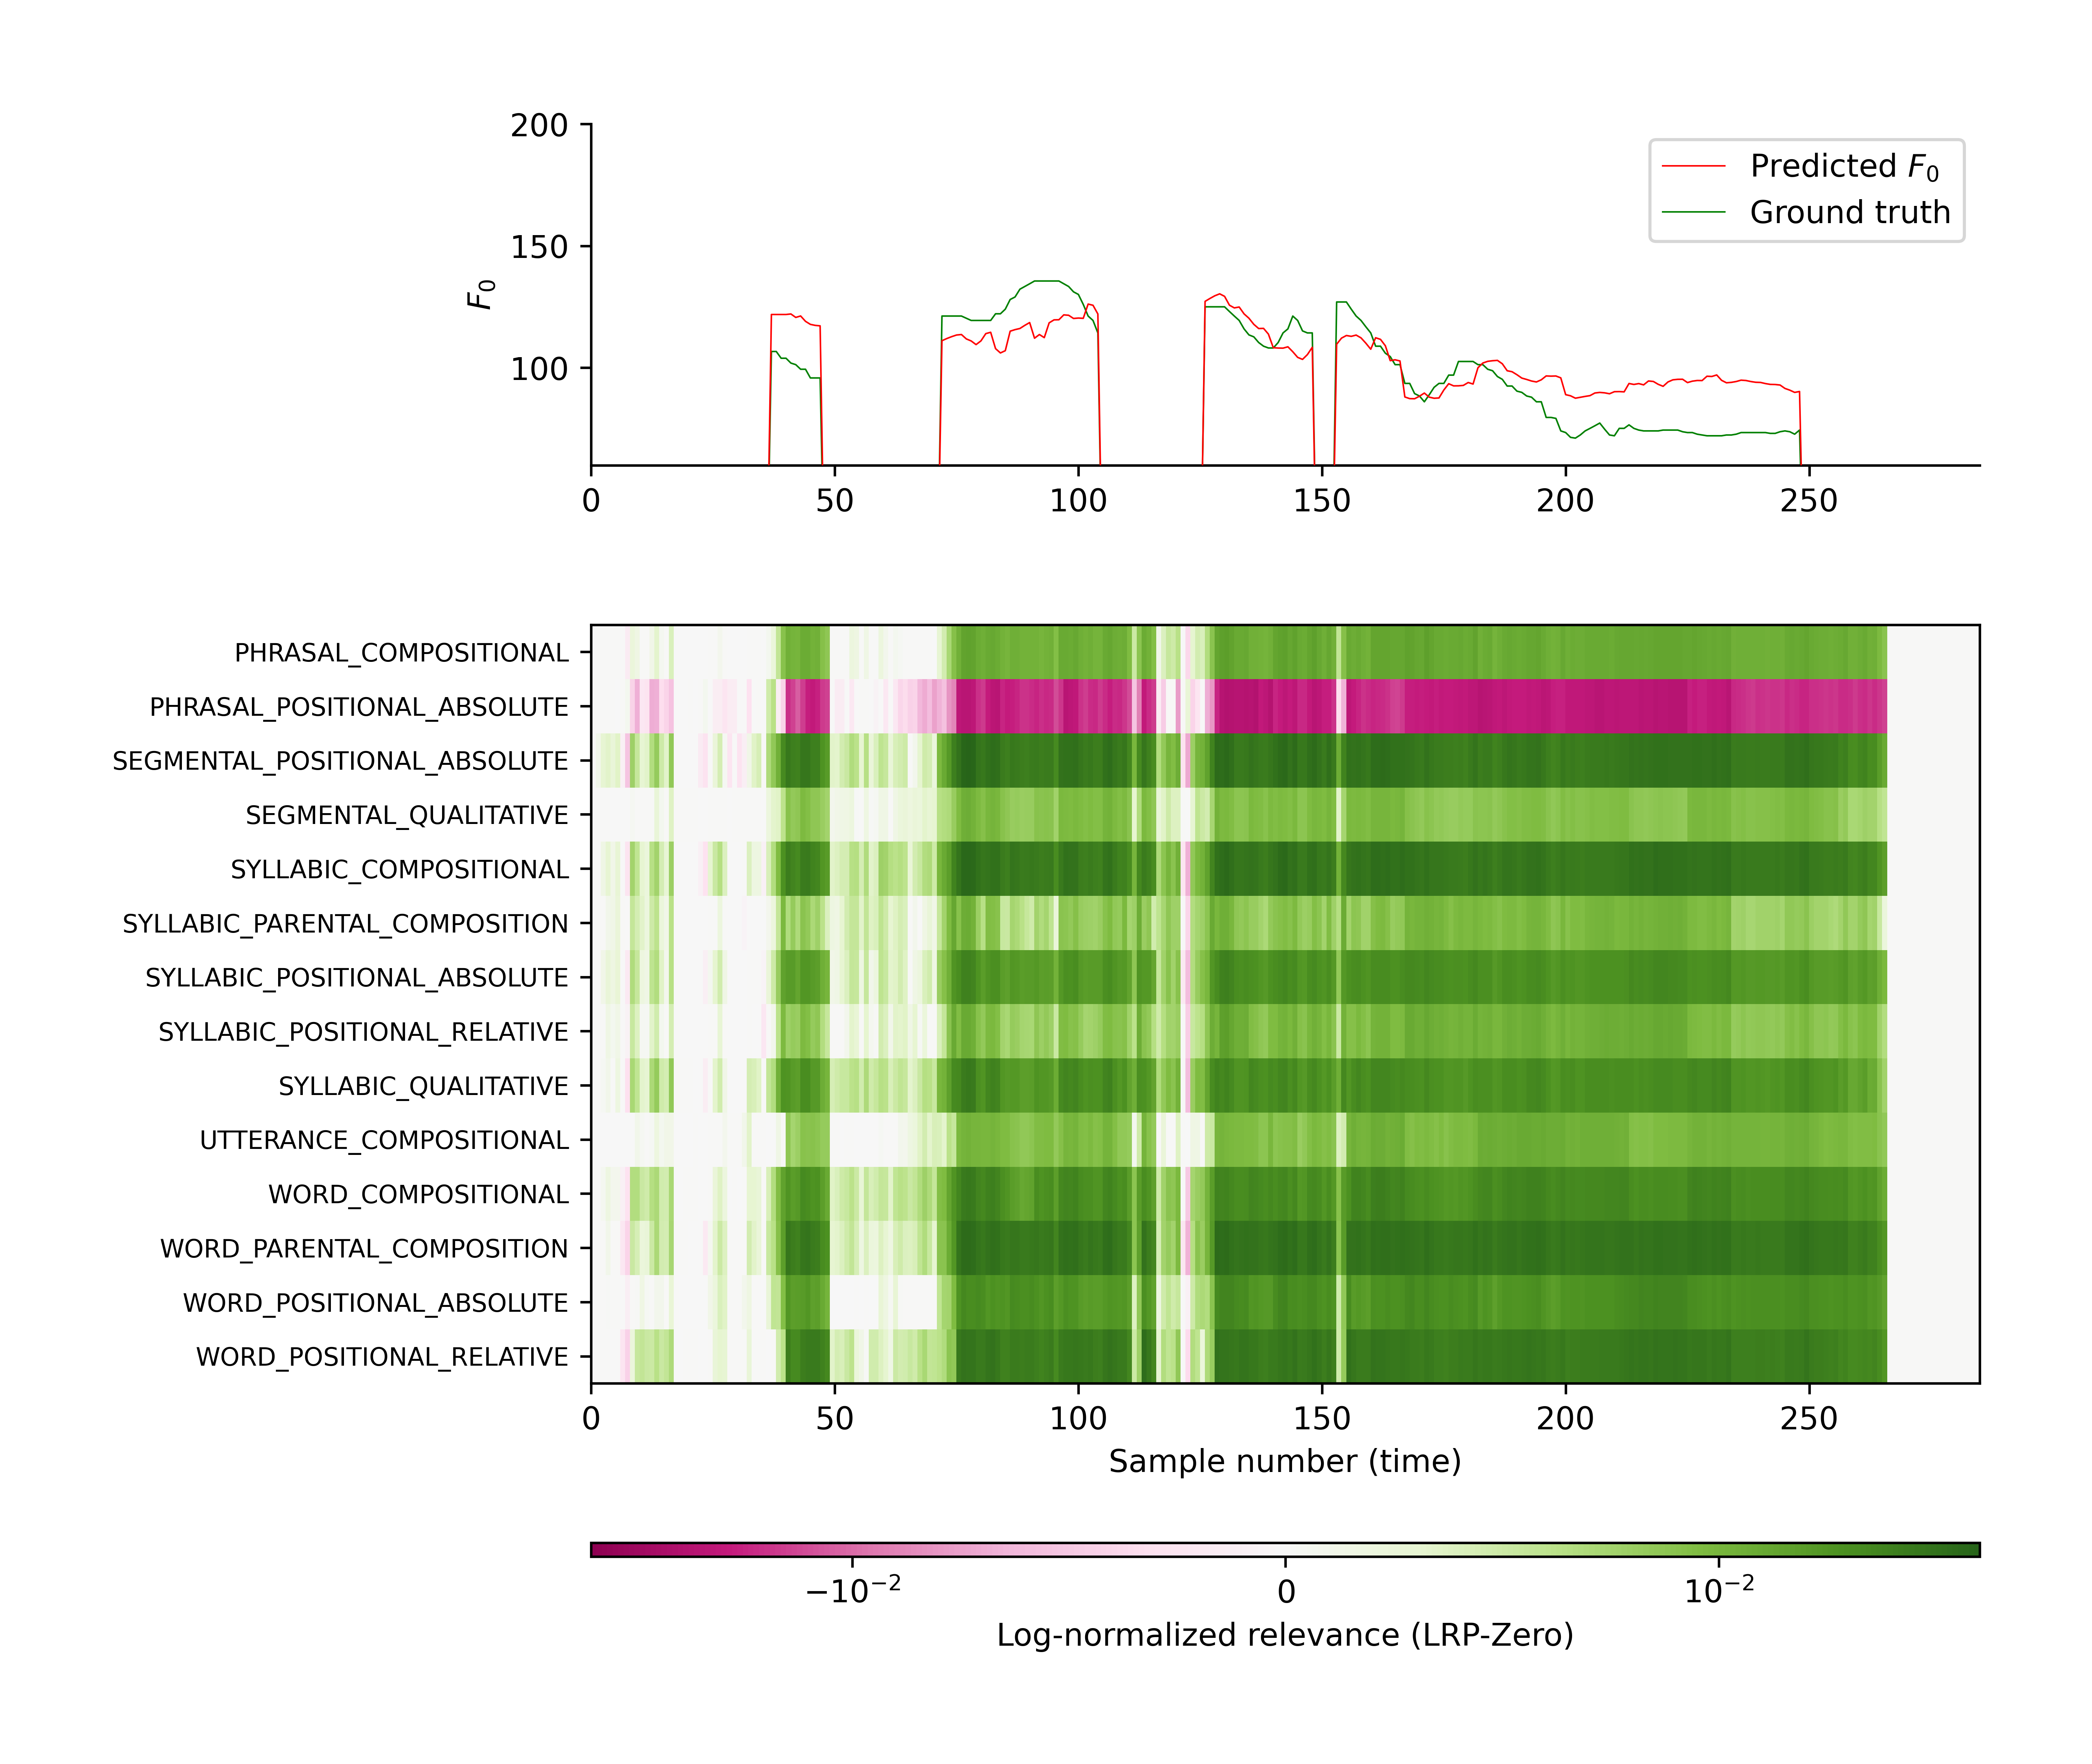 200
150
100
F₀
Predicted F₀
Ground truth
0 50 100 150 200 250
PHRASAL_COMPOSITIONAL
PHRASAL_POSITIONAL_ABSOLUTE
SEGMENTAL_POSITIONAL_ABSOLUTE
SEGMENTAL_QUALITATIVE
SYLLABIC_COMPOSITIONAL
SYLLABIC_PARENTAL_COMPOSITION
SYLLABIC_POSITIONAL_ABSOLUTE
SYLLABIC_POSITIONAL_RELATIVE
SYLLABIC_QUALITATIVE
UTTERANCE_COMPOSITIONAL
WORD_COMPOSITIONAL
WORD_PARENTAL_COMPOSITION
WORD_POSITIONAL_ABSOLUTE
WORD_POSITIONAL_RELATIVE
0 50 100 150 200 250
Sample number (time)
−10⁻² 0 10⁻²
Log-normalized relevance (LRP-Zero)